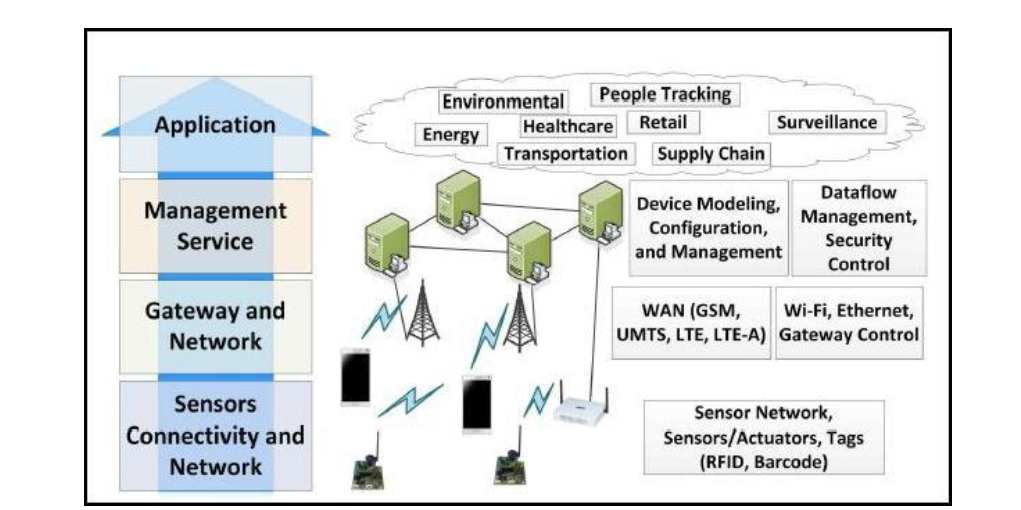 Application
Environmental
People Tracking
Energy
Healthcare
Retail
Surveillance
Transportation
Supply Chain
Management
Service
Device Modeling,
Configuration,
and Management
Dataflow
Management,
Security
Control
Gateway and
Network
WAN (GSM,
UMTS, LTE, LTE-A)
Wi-Fi, Ethernet,
Gateway Control
Sensors
Connectivity and
Network
Sensor Network,
Sensors/Actuators, Tags
(RFID, Barcode)